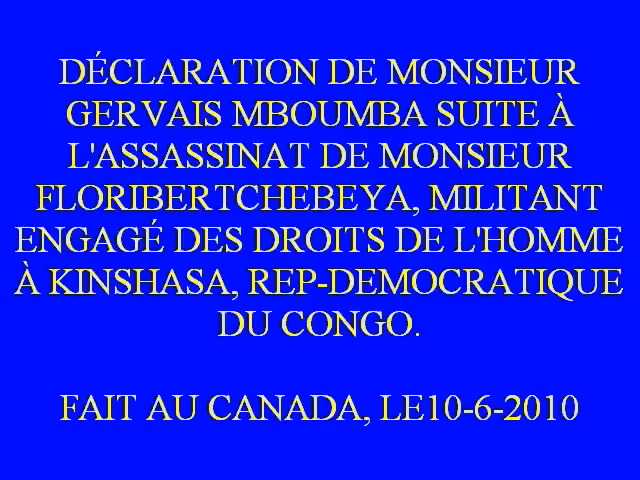 DÉCLARATION DE MONSIEUR
GERVAIS MBOUMBA SUITE À
L'ASSASSINAT DE MONSIEUR
FLORIBERTCHEBEYA, MILITANT
ENGAGÉ DES DROITS DE L'HOMME
À KINSHASA, REP-DEMOCRATIQUE
DU CONGO.
FAIT AU CANADA, LE10-6-2010